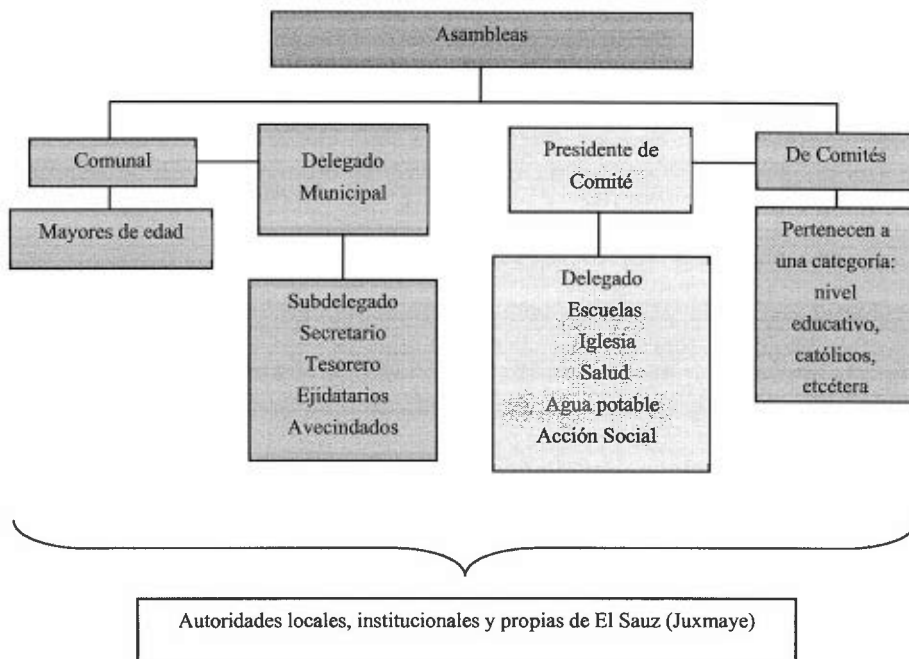 Asambleas
Comunal
Mayores de edad
Delegado
Municipal
Subdelegado
Secretario
Tesorero
Ejidatarios
Avecindados
Presidente de
Comité
Delegado
Escuelas
Iglesia
Salud
Agua potable
Acción Social
De Comités
Pertenecen a
una categoría:
nivel
educativo,
católicos,
etcétera
Autoridades locales, institucionales y propias de El Sauz (Juxmaye)